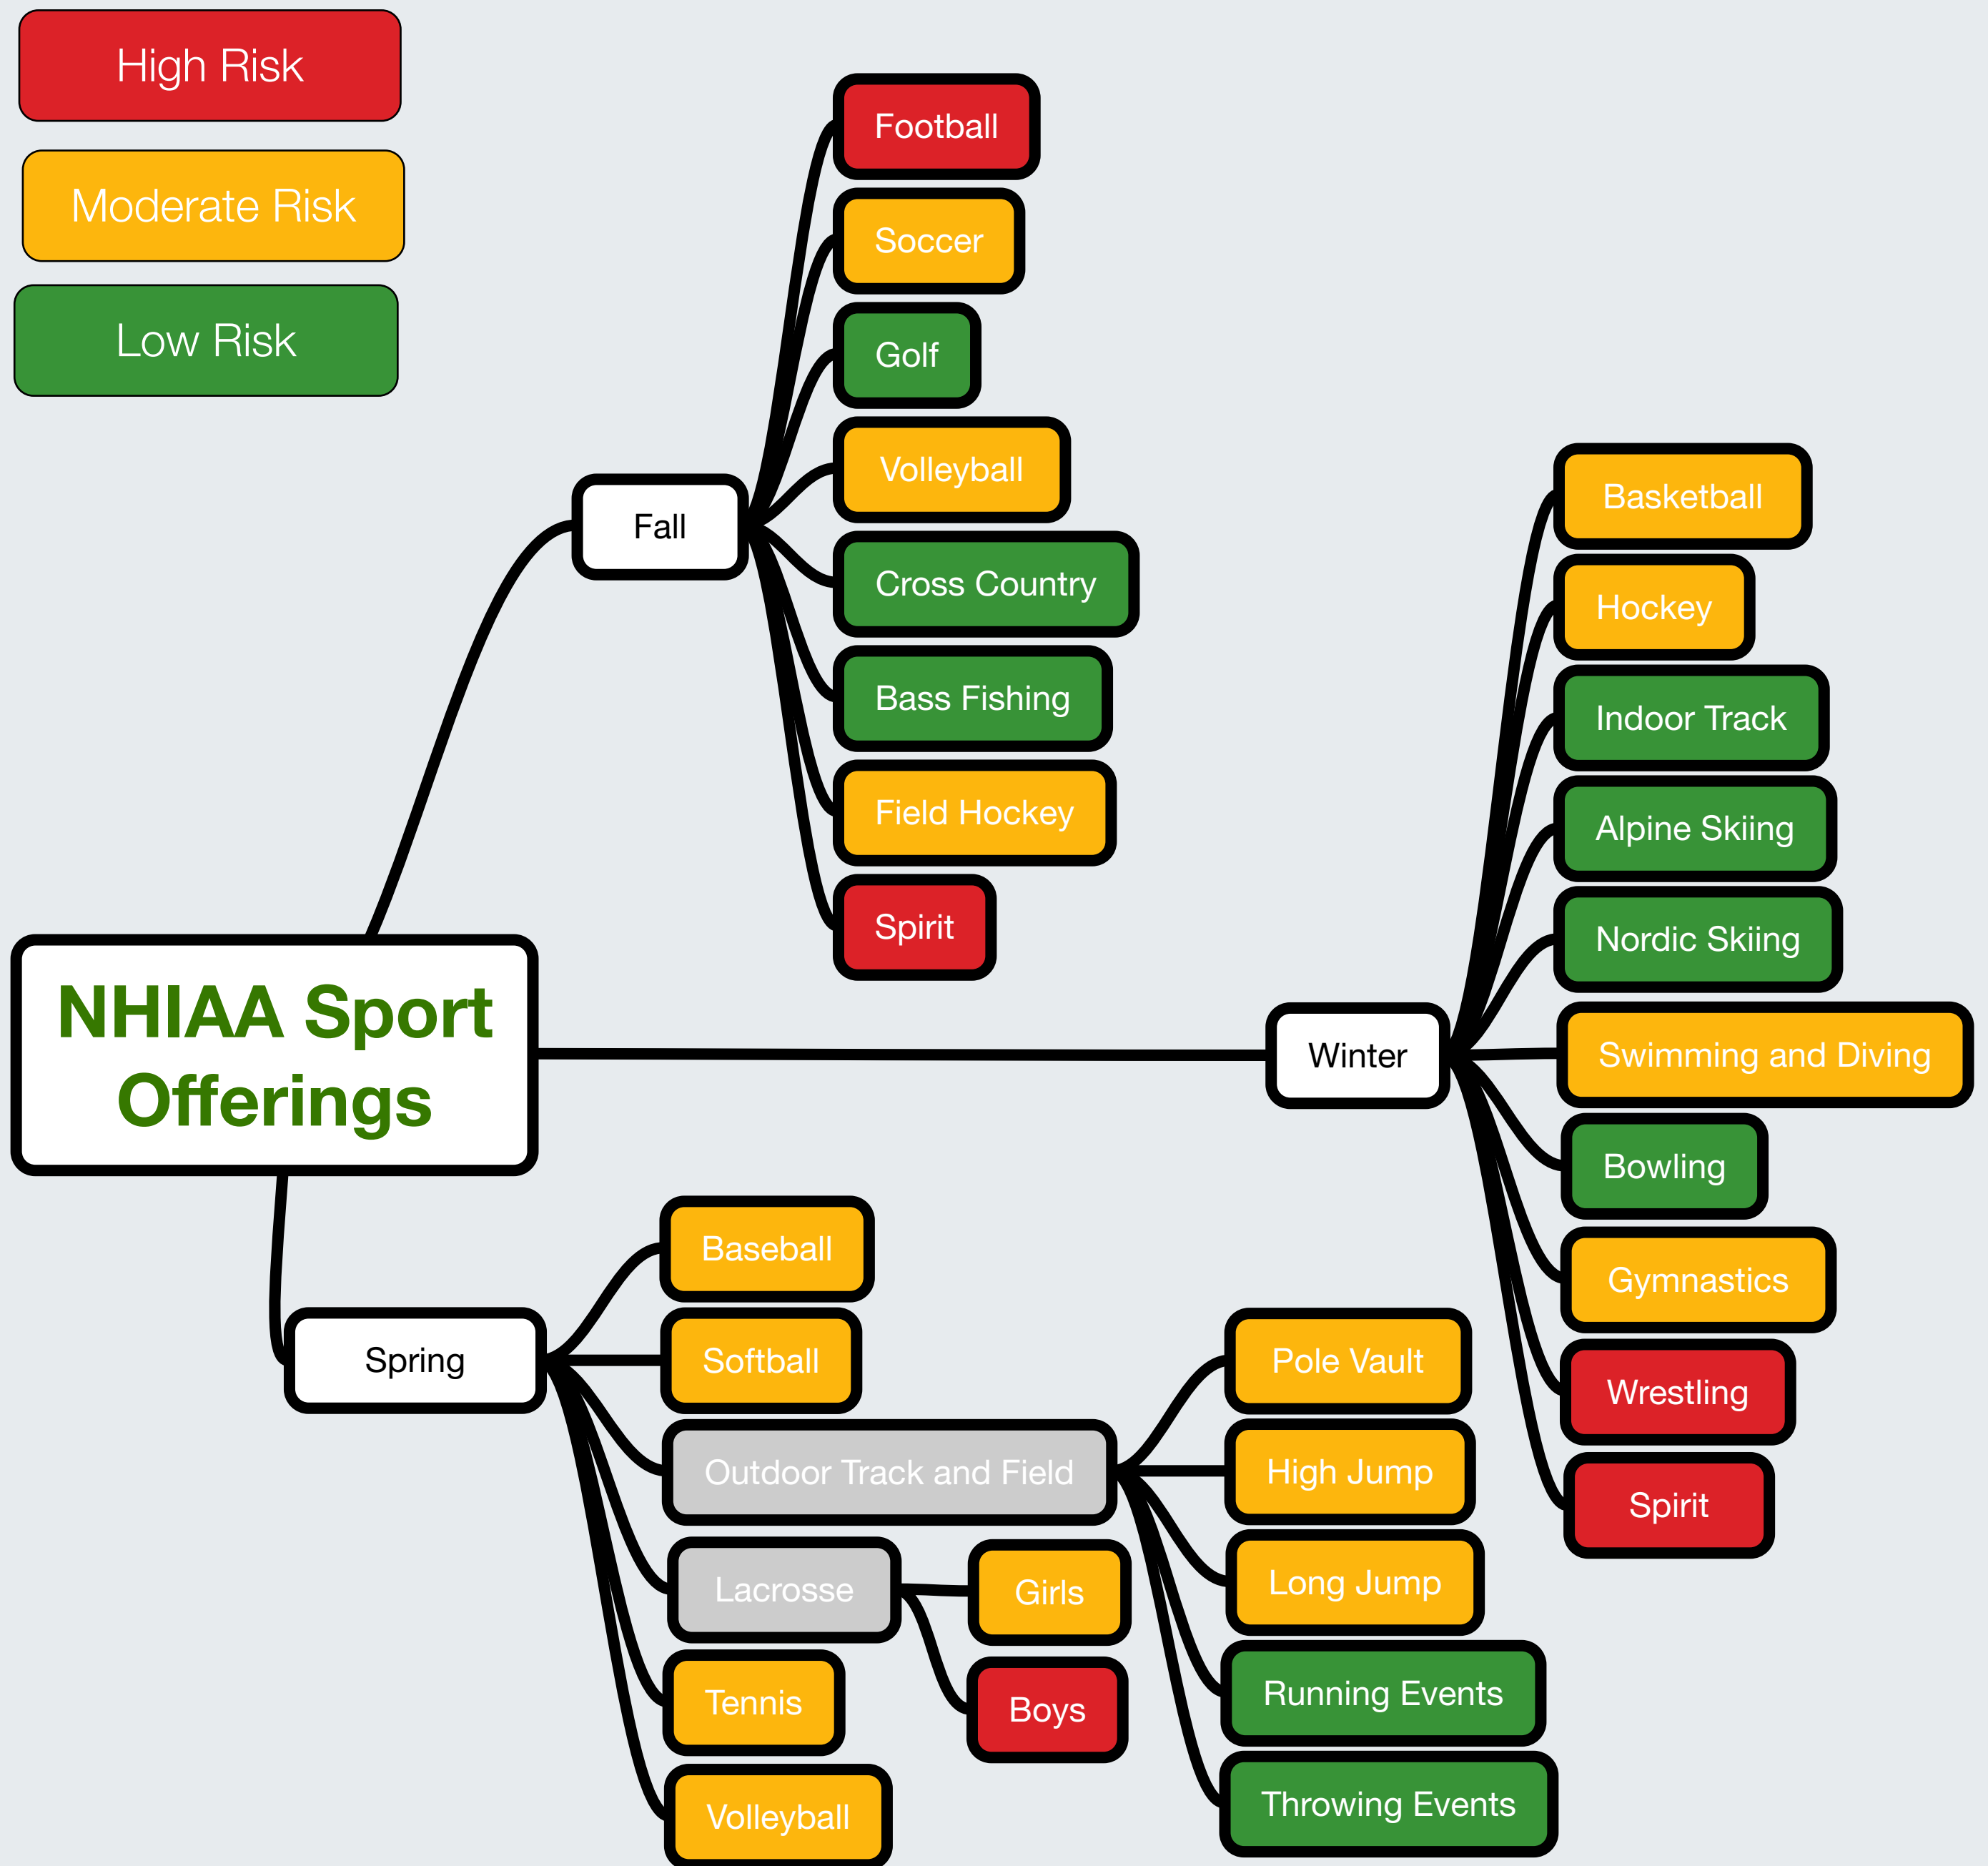 High Risk
Moderate Risk
Low Risk
Football
Soccer
Golf
Volleyball
Fall
Cross Country
Bass Fishing
Field Hockey
Spirit
Basketball
Hockey
Indoor Track
Alpine Skiing
Nordic Skiing
NHIAA Sport
Offerings
Winter
Swimming and Diving
Bowling
Gymnastics
Wrestling
Spirit
Spring
Baseball
Softball
Outdoor Track and Field
Lacrosse
Girls
Boys
Tennis
Volleyball
Pole Vault
High Jump
Long Jump
Running Events
Throwing Events